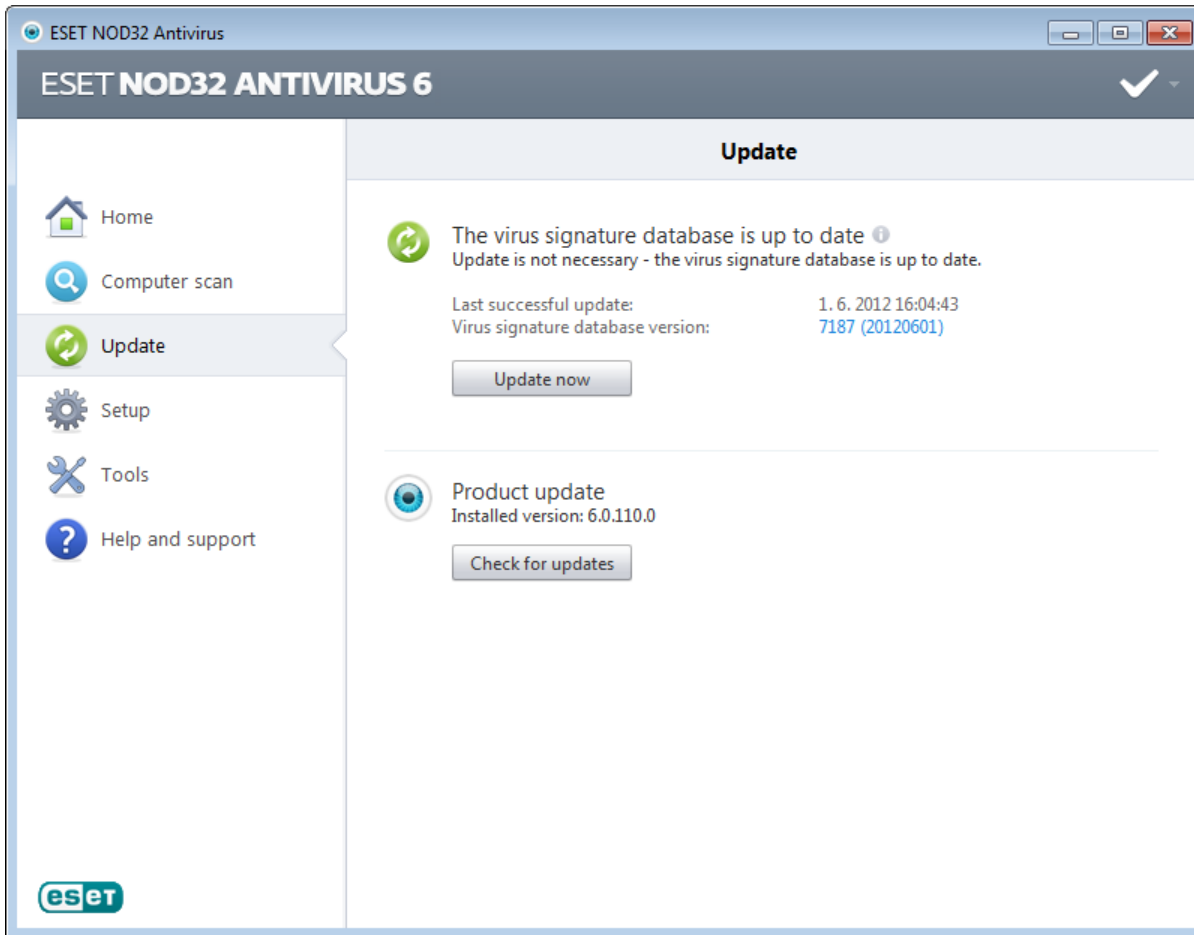 ESET NOD32 Antivirus
ESET NOD32 ANTIVIRUS 6
Update
Home
Computer scan
Update
Setup
Tools
Help and support
The virus signature database is up to date
Update is not necessary - the virus signature database is up to date.
Last successful update: 1. 6. 2012 16:04:43
Virus signature database version: 7187 (20120601)
Update now
Product update
Installed version: 6.0.110.0
Check for updates
eseT